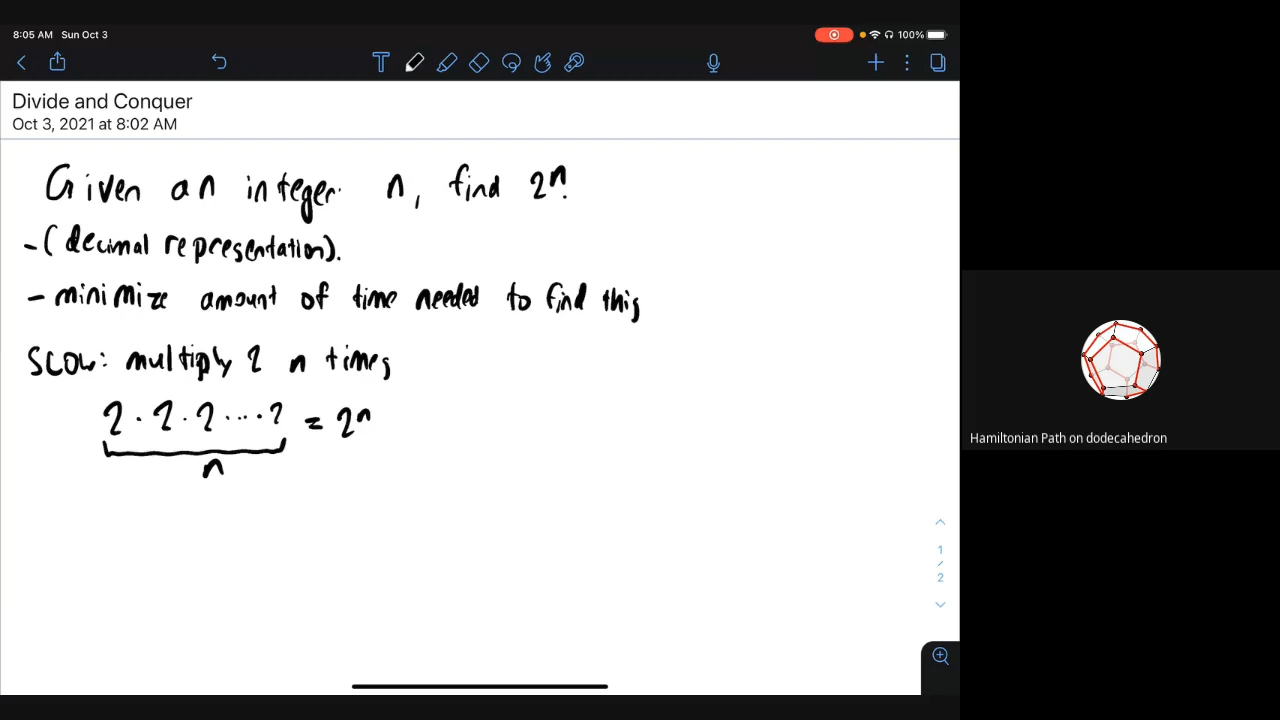 8:05 AM Sun Oct 3
100%
Divide and Conquer
Oct 3, 2021 at 8:02 AM
Given an integer n, find 2ⁿ.
- (decimal representation).
- minimize amount of time needed to find this
SLOW: multiply 2 n times
2 · 2 · 2 · ... · 2 = 2ⁿ
n
Hamiltonian Path on dodecahedron
1
/
2